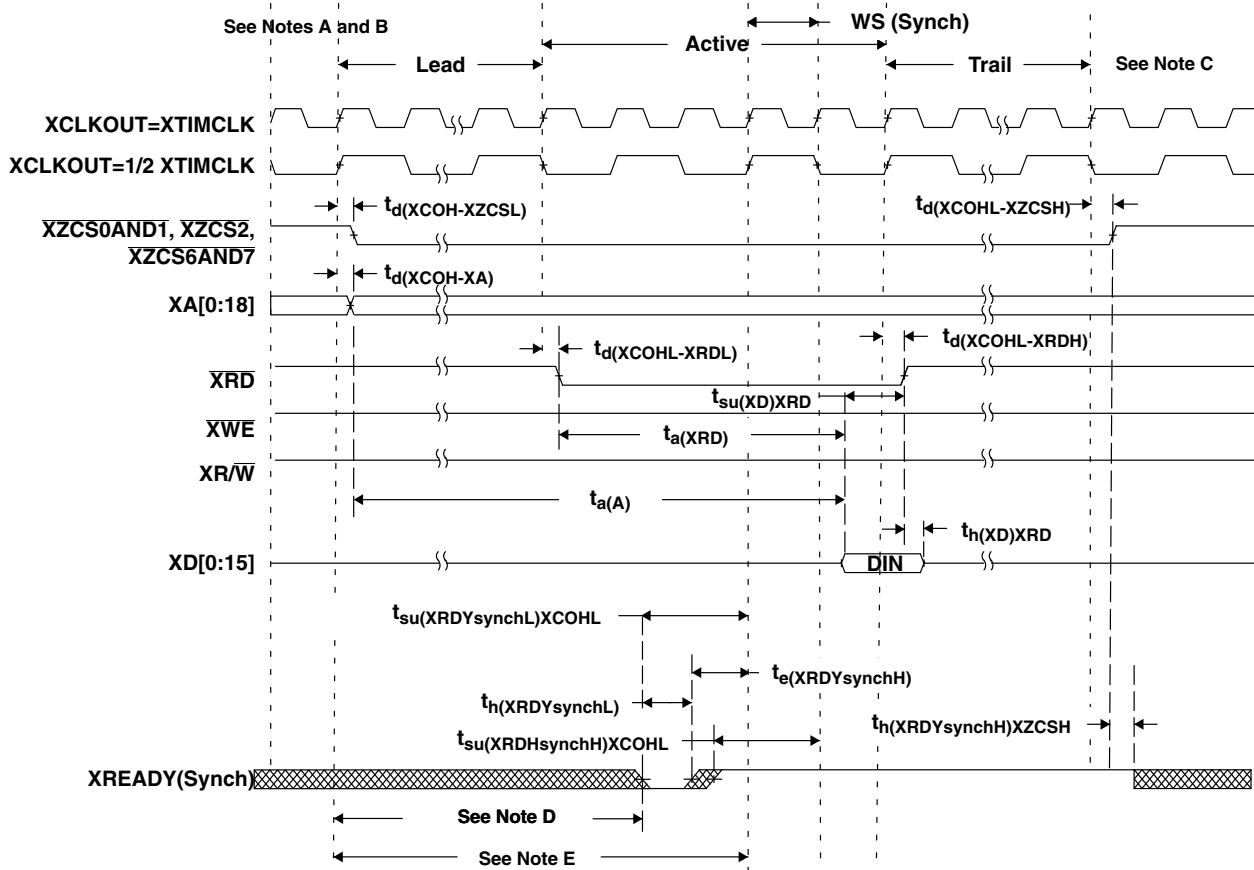 See Notes A and B
WS (Synch)
Active
Lead
Trail
See Note C
XCLKOUT=XTIMCLK
XCLKOUT=1/2 XTIMCLK
td(XCOH-XZCSL)
td(XCOHL-XZCSH)
XZCS0AND1, XZCS2,
XZCS6AND7
td(XCOH-XA)
XA[0:18]
td(XCOHL-XRDL)
td(XCOHL-XRDH)
XRD
tsu(XD)XRD
XWE
ta(XRD)
XR/W
ta(A)
th(XD)XRD
XD[0:15]
DIN
tsu(XRDYsynchL)XCOHL
te(XRDYsynchH)
th(XRDYsynchL)
th(XRDYsynchH)XZCSH
tsu(XRDHsynchH)XCOHL
XREADY(Synch)
See Note D
See Note E